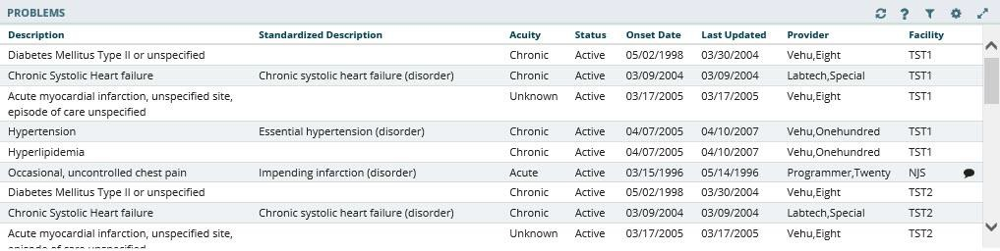 PROBLEMS
Description Standardized Description Acuity Status Onset Date Last Updated Provider Facility
Diabetes Mellitus Type II or unspecified Chronic Active 05/02/1998 03/30/2004 Vehu,Eight TST1
Chronic Systolic Heart failure Chronic systolic heart failure (disorder) Chronic Active 03/09/2004 03/09/2004 Labtech,Special TST1
Acute myocardial infarction, unspecified site, Unknown Active 03/17/2005 03/17/2005 Vehu,Eight TST1
episode of care unspecified
Hypertension Essential hypertension (disorder) Chronic Active 04/07/2005 04/10/2007 Vehu,Onehundred TST1
Hyperlipidemia Chronic Active 04/07/2005 04/10/2007 Vehu,Onehundred TST1
Occasional, uncontrolled chest pain Impending infarction (disorder) Acute Active 03/15/1996 05/14/1996 Programmer,Twenty NJS
Diabetes Mellitus Type II or unspecified Chronic Active 05/02/1998 03/30/2004 Vehu,Eight TST2
Chronic Systolic Heart failure Chronic systolic heart failure (disorder) Chronic Active 03/09/2004 03/09/2004 Labtech,Special TST2
Acute myocardial infarction, unspecified site, Unknown Active 03/17/2005 03/17/2005 Vehu,Eight TST2
episode of care unspecified